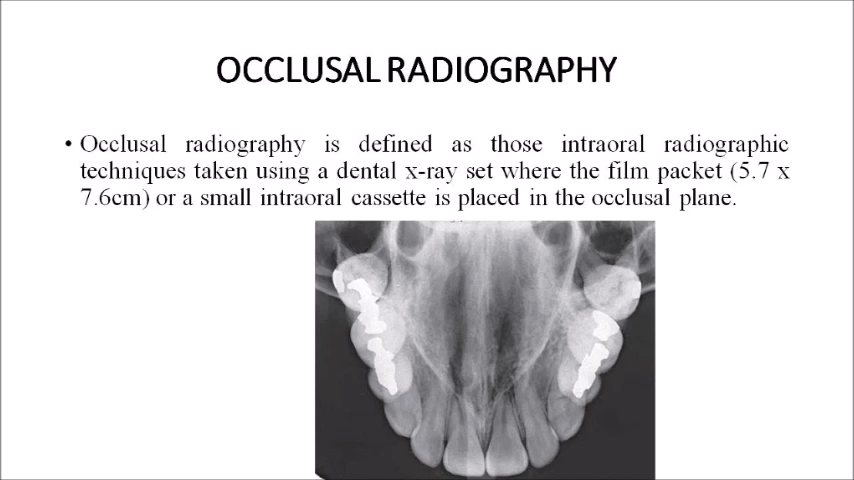 OCCLUSAL RADIOGRAPHY
• Occlusal radiography is defined as those intraoral radiographic
techniques taken using a dental x-ray set where the film packet (5.7 x
7.6cm) or a small intraoral cassette is placed in the occlusal plane.